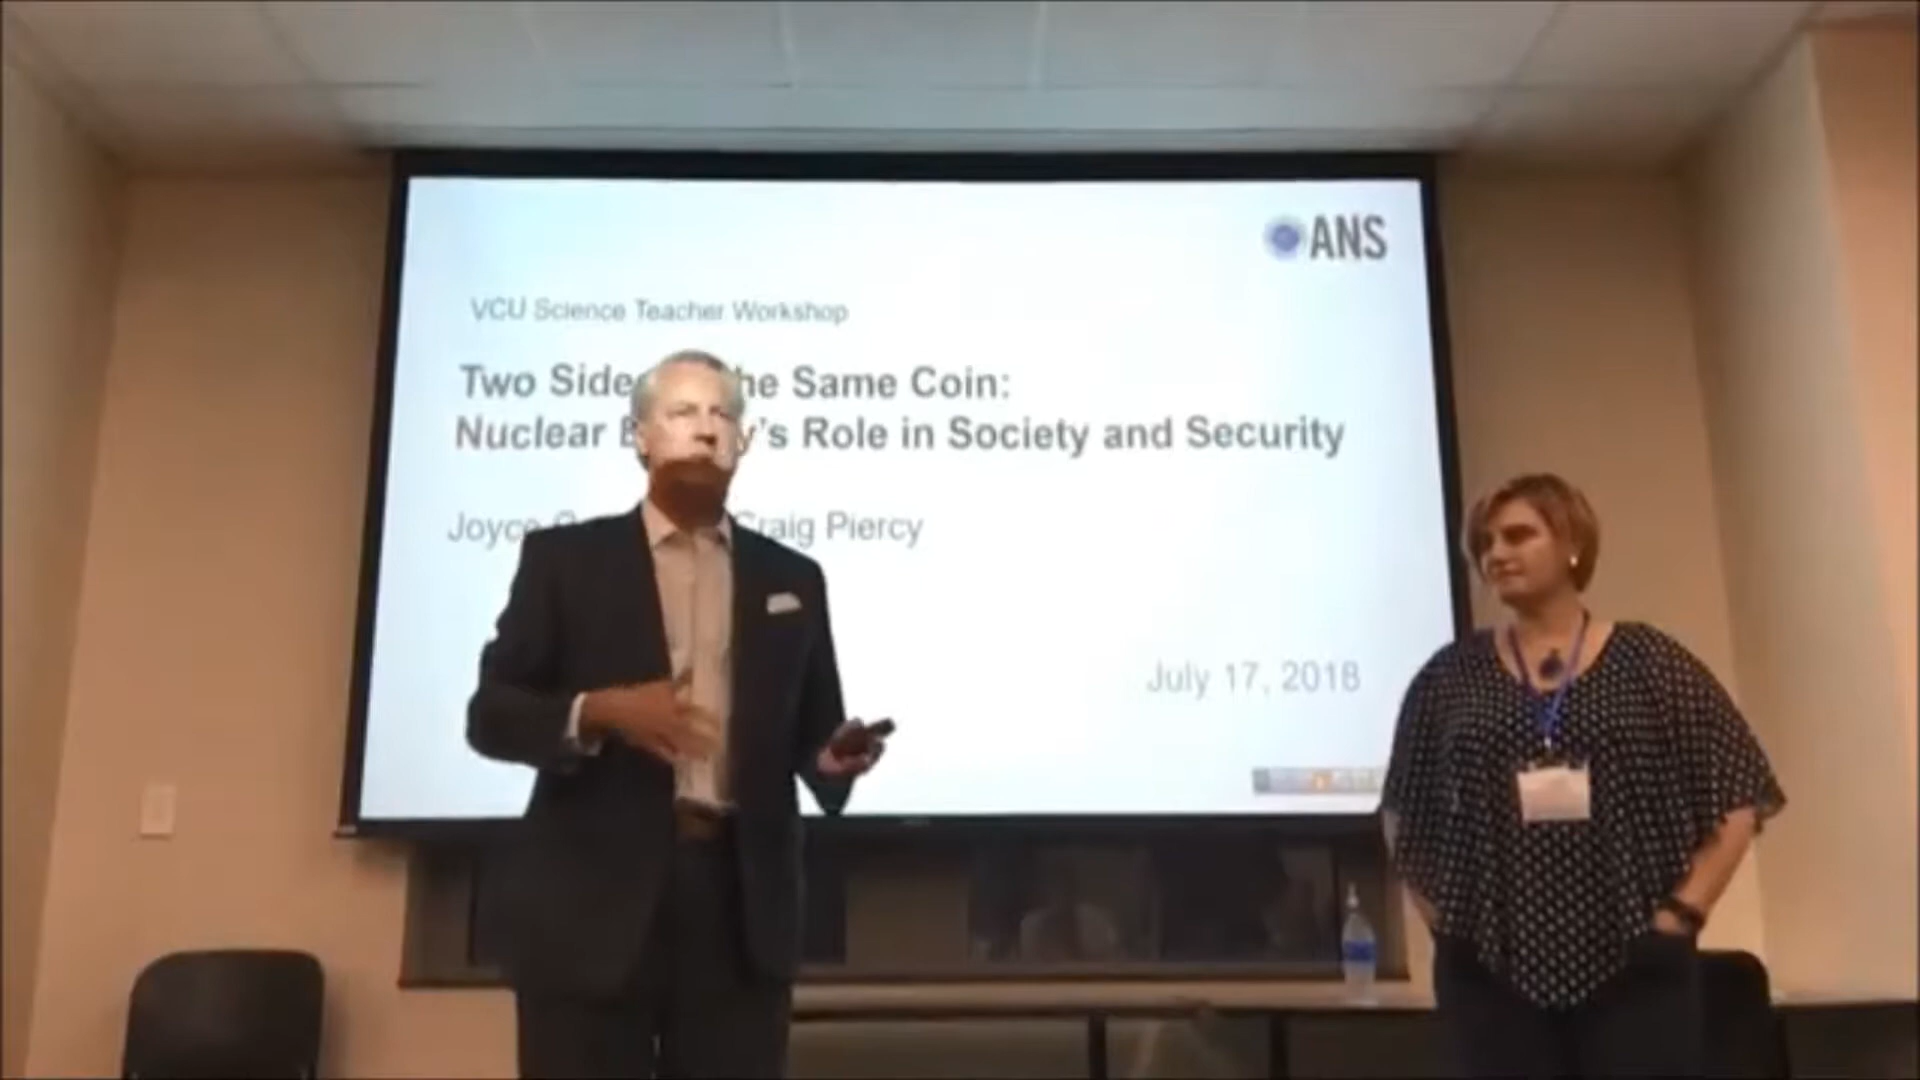 ANS
VCU Science Teacher Workshop
Two Side he Same Coin:
Nuclear E y's Role in Society and Security
Joyce Craig Piercy
July 17, 2018